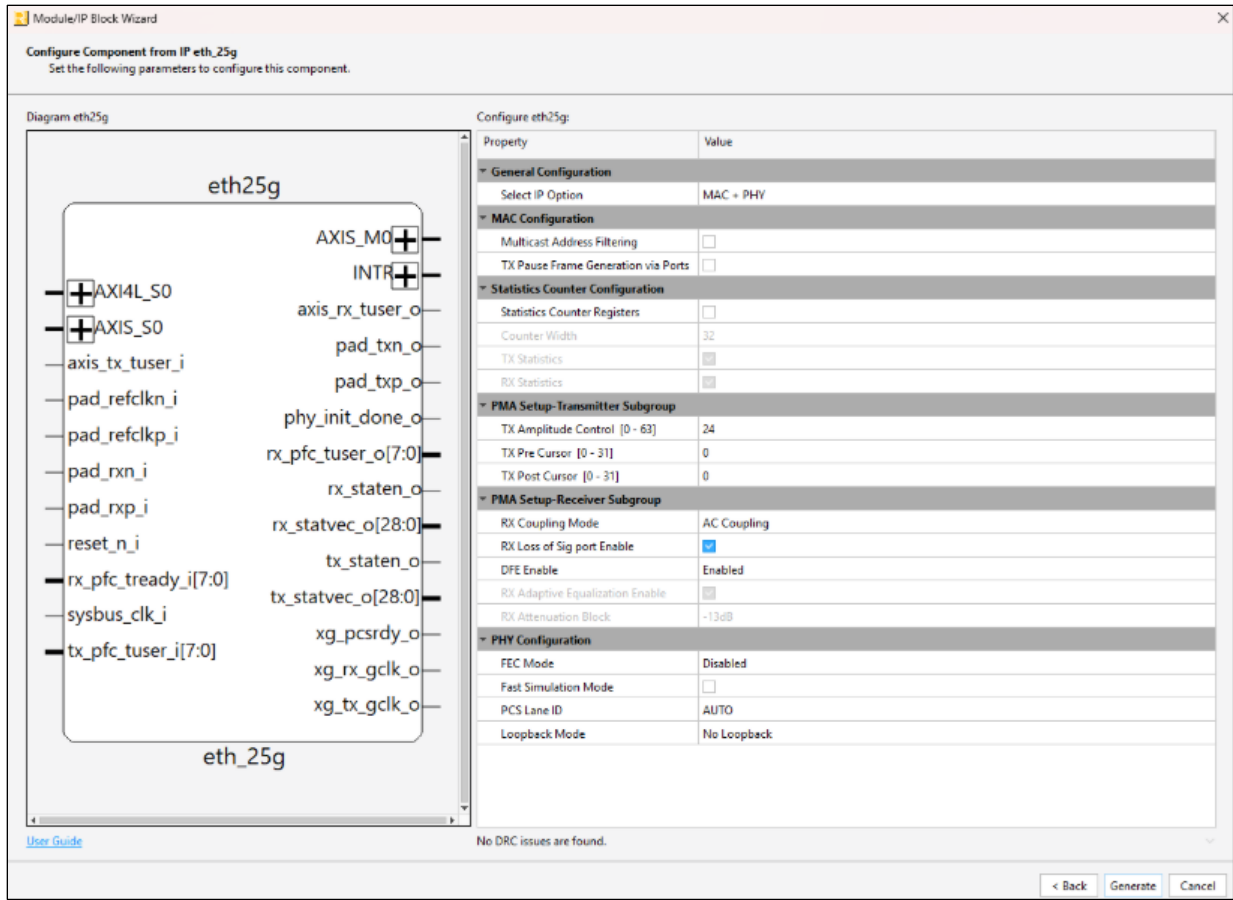 Module/IP Block Wizard
Configure Component from IP eth_25g
Set the following parameters to configure this component.
Diagram eth25g
eth25g
AXI4L_S0
AXIS_S0
axis_tx_tuser_i
pad_refclkn_i
pad_refclkp_i
pad_rxn_i
pad_rxp_i
reset_n_i
rx_pfc_tready_i[7:0]
sysbus_clk_i
tx_pfc_tuser_i[7:0]
AXIS_M0
INTR
axis_rx_tuser_o
pad_txn_o
pad_txp_o
phy_init_done_o
rx_pfc_tuser_o[7:0]
rx_staten_o
rx_statvec_o[28:0]
tx_staten_o
tx_statvec_o[28:0]
xg_pcsrdy_o
xg_rx_gclk_o
xg_tx_gclk_o
eth_25g
User Guide
Configure eth25g:
Property Value
General Configuration
Select IP Option MAC + PHY
MAC Configuration
Multicast Address Filtering
TX Pause Frame Generation via Ports
Statistics Counter Configuration
Statistics Counter Registers
Counter Width 32
TX Statistics
RX Statistics
PMA Setup-Transmitter Subgroup
TX Amplitude Control [0 - 63] 24
TX Pre Cursor [0 - 31] 0
TX Post Cursor [0 - 31] 0
PMA Setup-Receiver Subgroup
RX Coupling Mode AC Coupling
RX Loss of Sig port Enable
DFE Enable Enabled
RX Adaptive Equalization Enable
RX Attenuation Block -13dB
PHY Configuration
FEC Mode Disabled
Fast Simulation Mode
PCS Lane ID AUTO
Loopback Mode No Loopback
No DRC issues are found.
< Back Generate Cancel